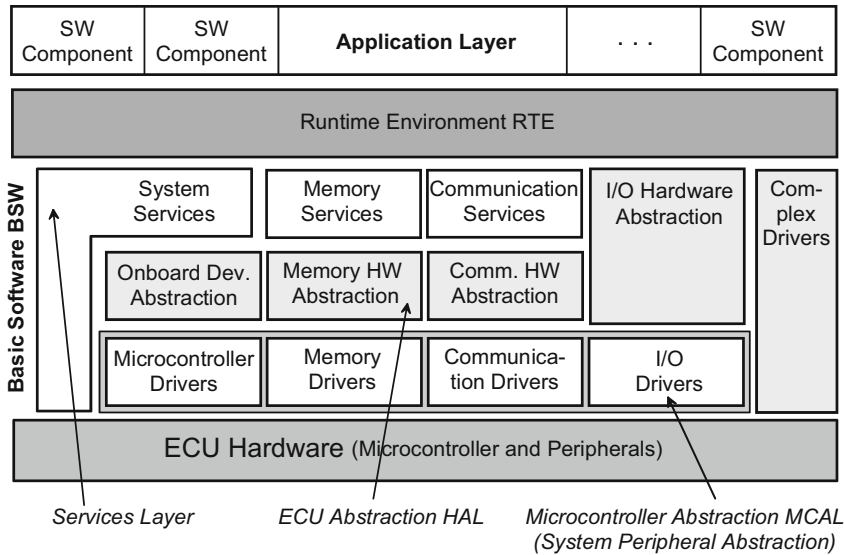 SW
Component
SW
Component
Application Layer
. . .
SW
Component
Runtime Environment RTE
Basic Software BSW
System
Services
Memory
Services
Communication
Services
I/O Hardware
Abstraction
Com-
plex
Drivers
Onboard Dev.
Abstraction
Memory HW
Abstraction
Comm. HW
Abstraction
Microcontroller
Drivers
Memory
Drivers
Communica-
tion Drivers
I/O
Drivers
ECU Hardware (Microcontroller and Peripherals)
Services Layer
ECU Abstraction HAL
Microcontroller Abstraction MCAL
(System Peripheral Abstraction)